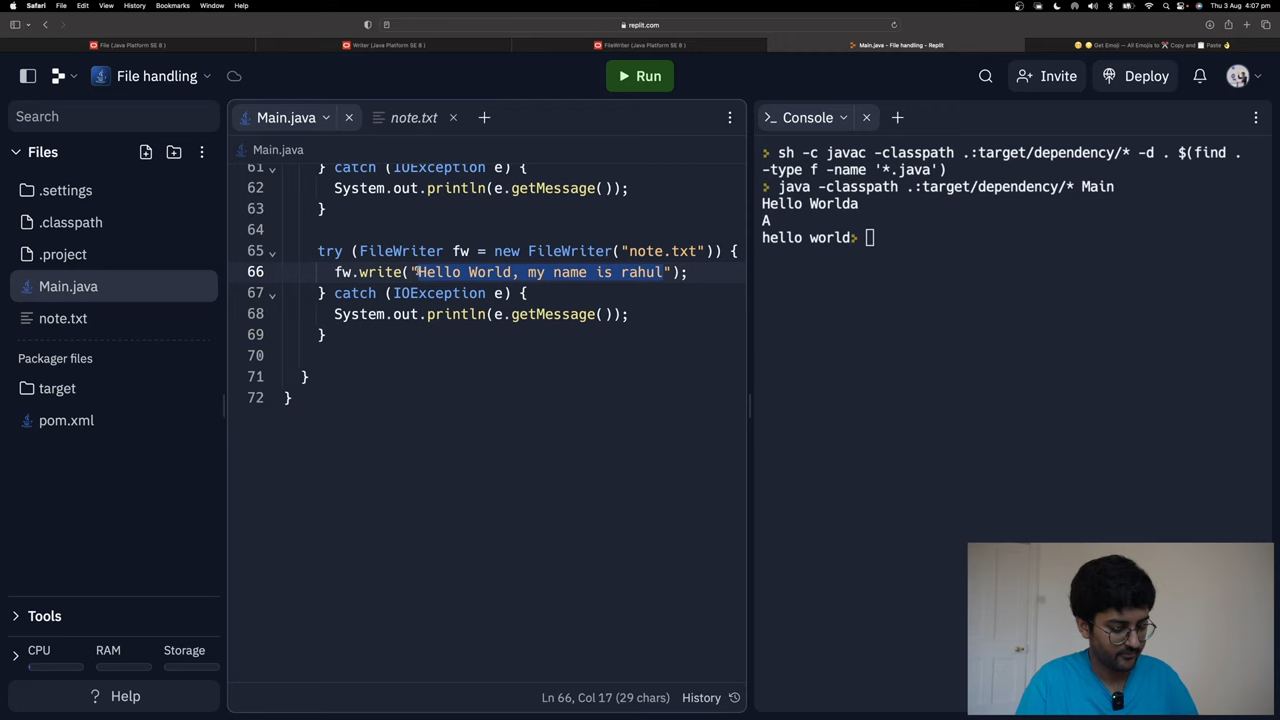 Safari File Edit View History Bookmarks Window Help Thu 3 Aug 4:07 pm
replit.com
File (Java Platform SE 8 )
Writer (Java Platform SE 8 )
FileWriter (Java Platform SE 8 )
Main.java - File handling - Replit
Get Emoji — All Emojis to ✂️ Copy and 📋 Paste 👌
File handling
Run
Invite
Deploy
Search
Files
.settings
.classpath
.project
Main.java
note.txt
Packager files
target
pom.xml
Tools
CPU RAM Storage
? Help
Main.java
note.txt
Main.java
61 } catch (IOException e) {
62 System.out.println(e.getMessage());
63 }
64
65 try (FileWriter fw = new FileWriter("note.txt")) {
66 fw.write("Hello World, my name is rahul");
67 } catch (IOException e) {
68 System.out.println(e.getMessage());
69 }
70
71 }
72 }
Ln 66, Col 17 (29 chars) History
Console
sh -c javac -classpath .:target/dependency/* -d . $(find .
-type f -name '*.java')
java -classpath .:target/dependency/* Main
Hello Worlda
A
hello world